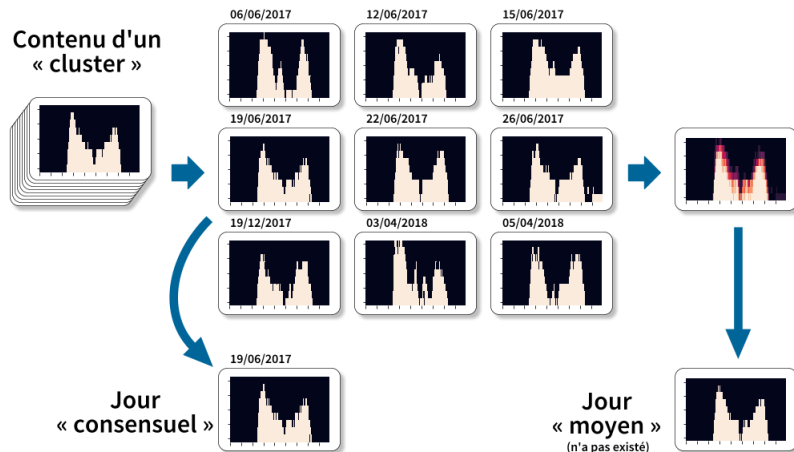 Contenu d'un
« cluster »
06/06/2017
12/06/2017
15/06/2017
19/06/2017
22/06/2017
26/06/2017
19/12/2017
03/04/2018
05/04/2018
19/06/2017
Jour
« consensuel »
Jour
« moyen »
(n'a pas existé)